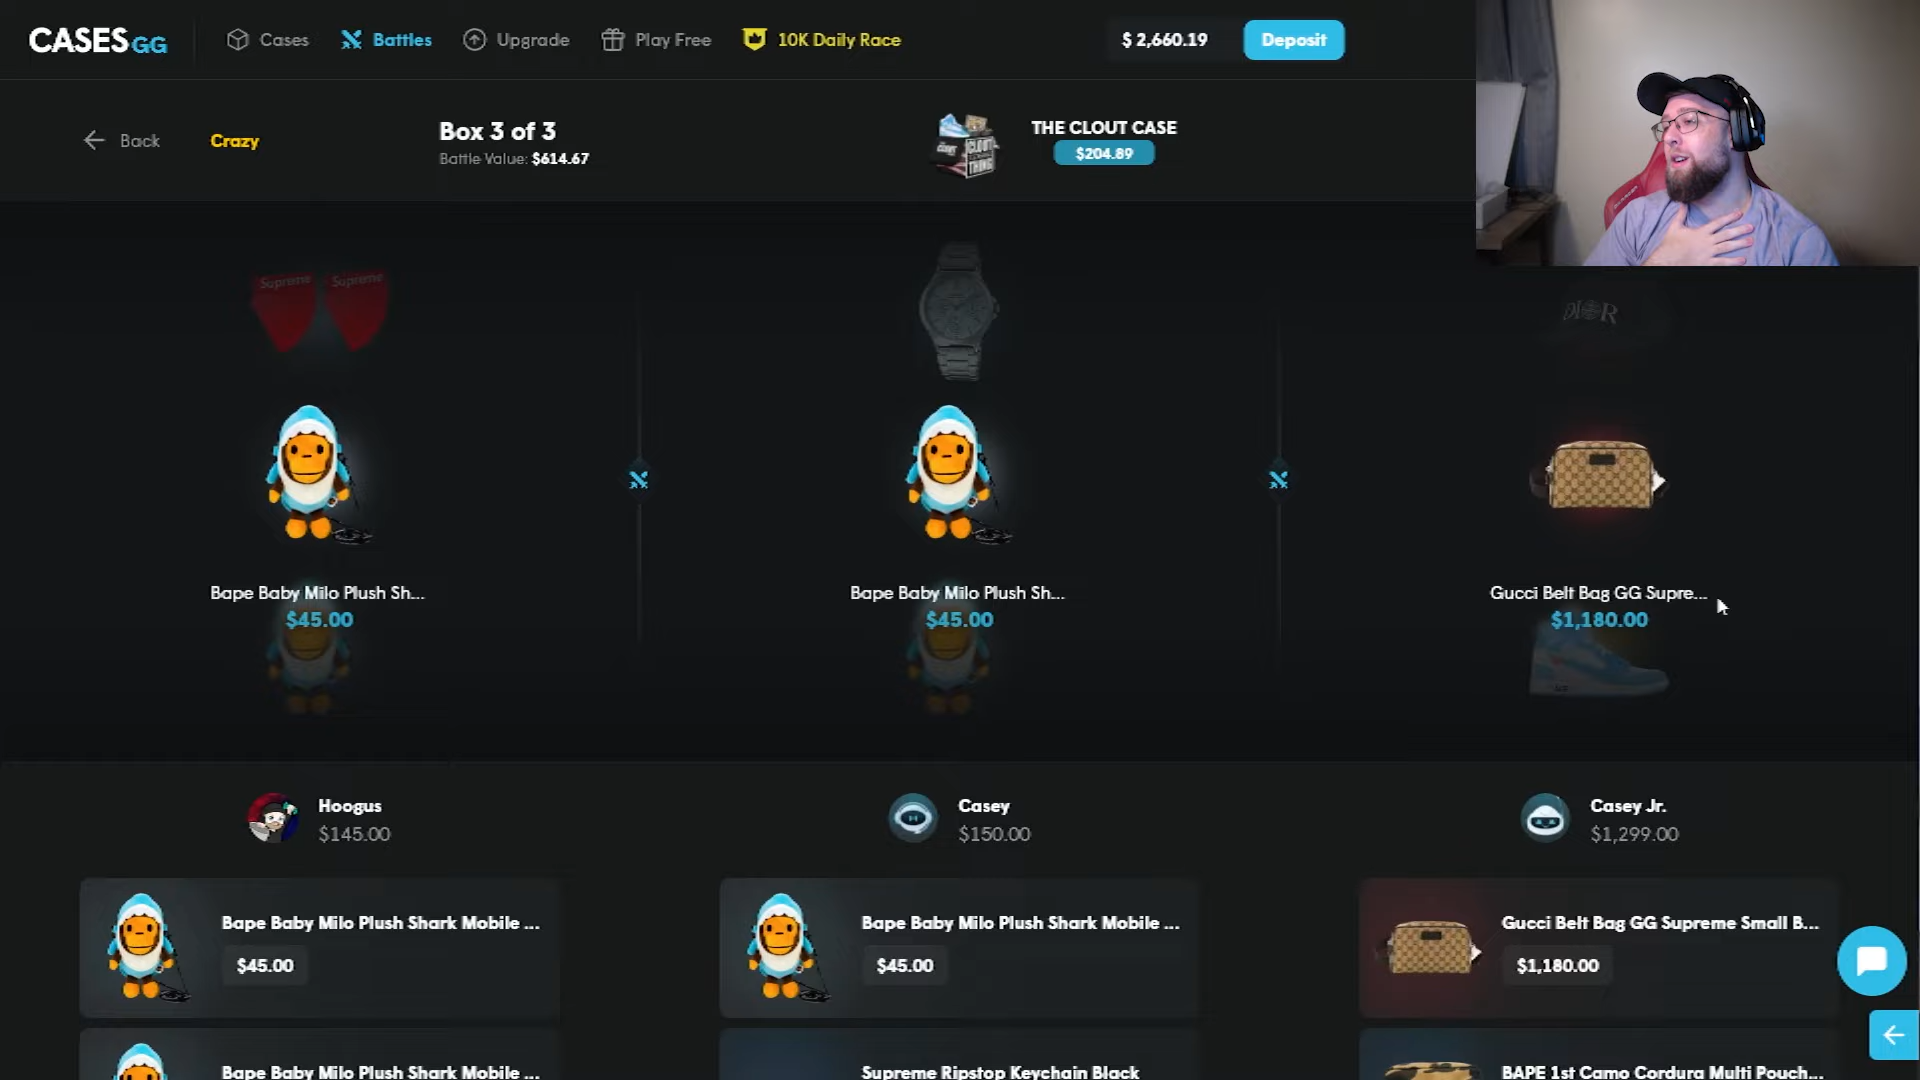 CASESGG
Cases
Battles
Upgrade
Play Free
10K Daily Race
$ 2,660.19
Deposit
Back
Crazy
Box 3 of 3
Battle Value: $614.67
THE CLOUT CASE
$204.89
Supreme Supreme
DIOR
Bape Baby Milo Plush Sh...
$45.00
Bape Baby Milo Plush Sh...
$45.00
Gucci Belt Bag GG Supre...
$1,180.00
Hoogus
$145.00
Casey
$150.00
Casey Jr.
$1,299.00
Bape Baby Milo Plush Shark Mobile ...
$45.00
Bape Baby Milo Plush Shark Mobile ...
$45.00
Gucci Belt Bag GG Supreme Small B...
$1,180.00
Bape Baby Milo Plush Shark Mobile ...
Supreme Ripstop Keychain Black
BAPE 1st Camo Cordura Multi Pouch...